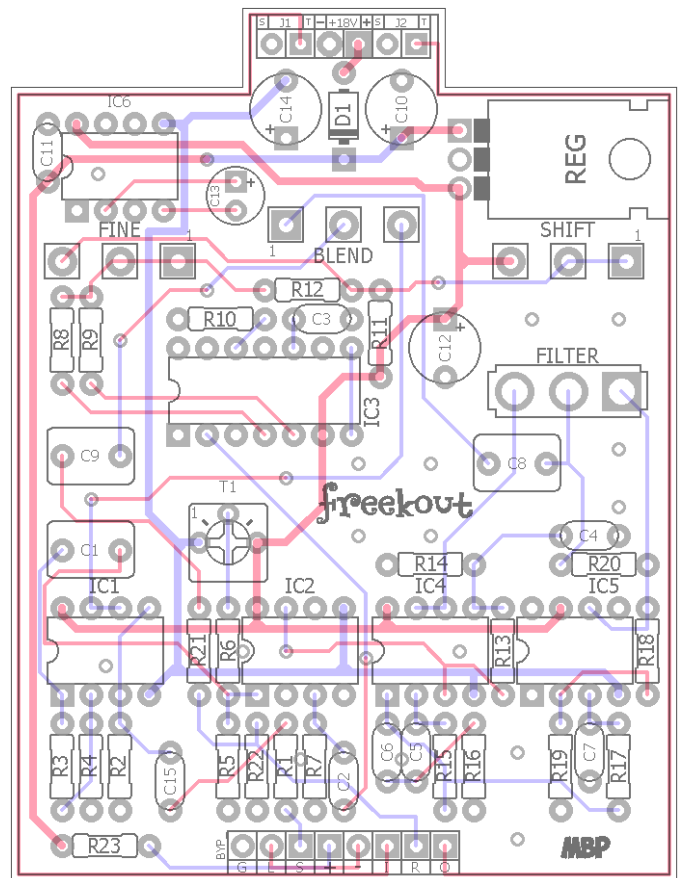 S J1 T - +18V + S J2 T
IC6
C14
D1
C10
C11
REG
C13
FINE
1
1
BLEND
SHIFT
1
R12
R10
C3
R11
R8
R9
C12
FILTER
IC3
C9
C8
T1
1
freekout
C1
C4
R14
R20
IC1
IC2
IC4
IC5
R21
R6
R13
R18
R3
R4
R2
C15
R5
R22
R1
R7
C2
C6
C5
R15
R16
R19
C7
R17
R23
BYP
MBP
G L S + - I R O